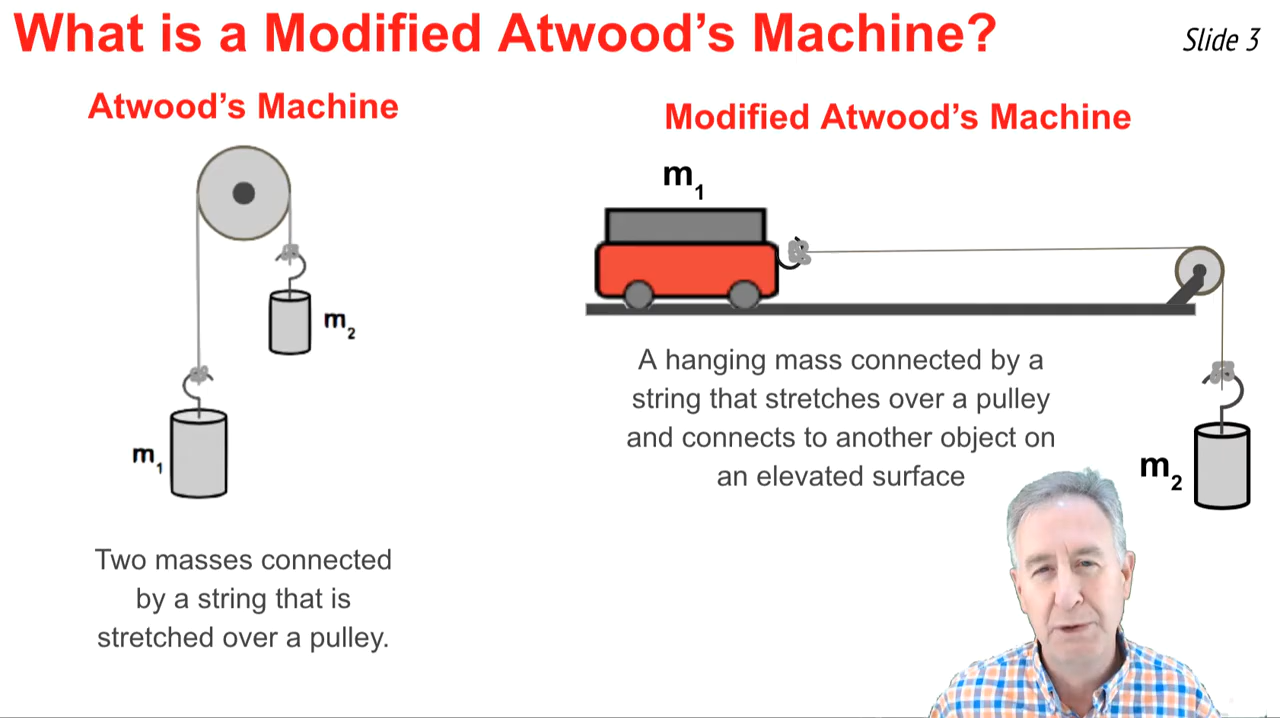 What is a Modified Atwood's Machine?
Slide 3
Atwood's Machine
m₂
m₁
Two masses connected
by a string that is
stretched over a pulley.
Modified Atwood's Machine
m₁
A hanging mass connected by a
string that stretches over a pulley
and connects to another object on
an elevated surface
m₂